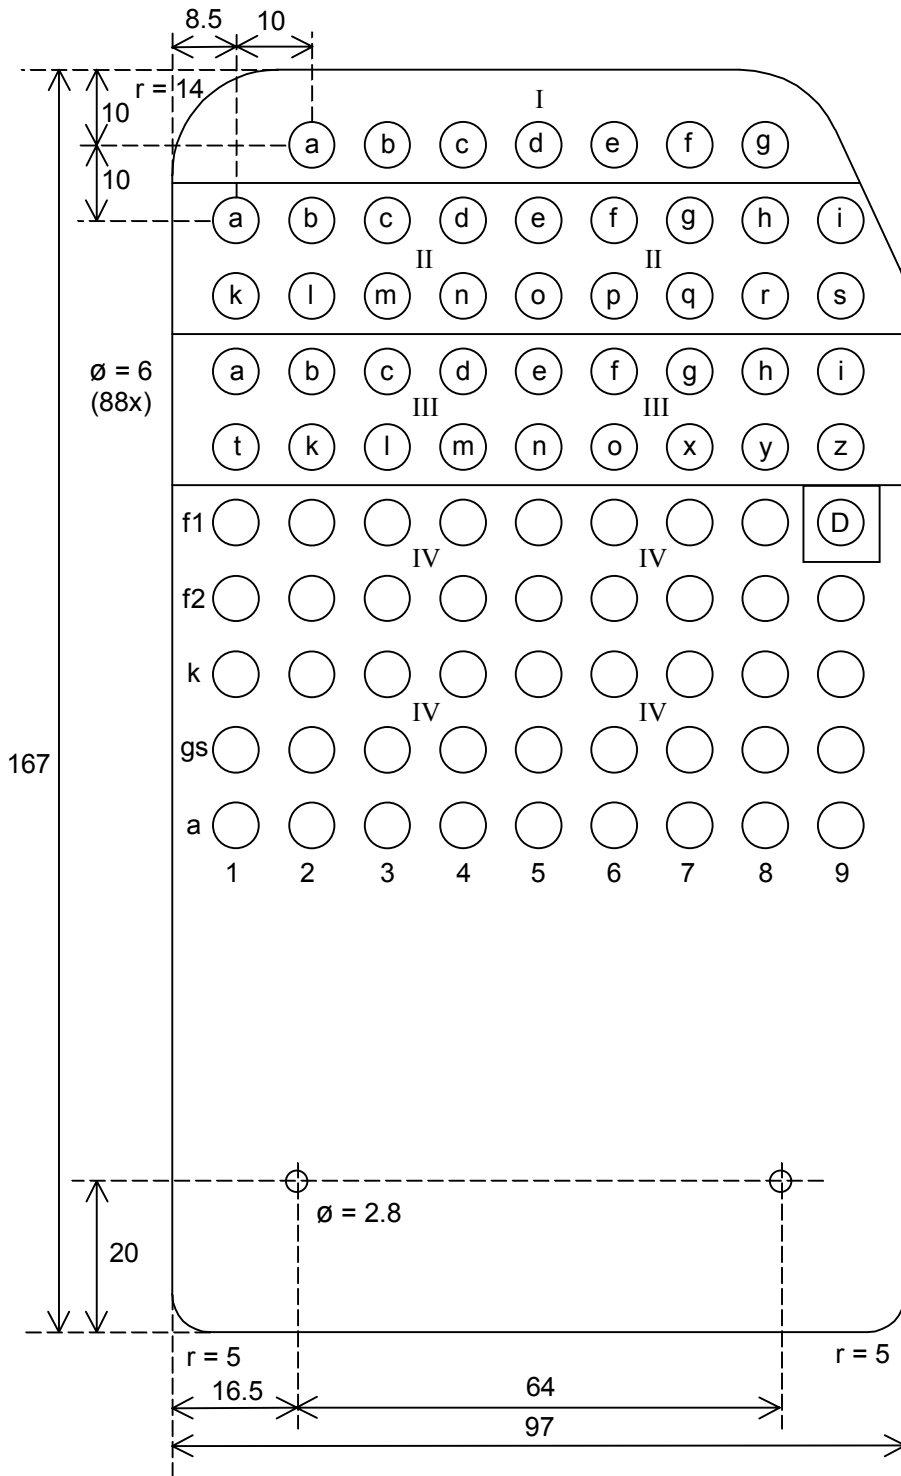 8.5 10
r = 14
10
I
a b c d e f g
10
a b c d e f g h i
II II
k l m n o p q r s
a b c d e f g h i
ø = 6
(88x)
III III
t k l m n o x y z
f1 D
IV IV
f2
k
IV IV
gs
167
a
1 2 3 4 5 6 7 8 9
ø = 2.8
20
r = 5 r = 5
16.5 64
97